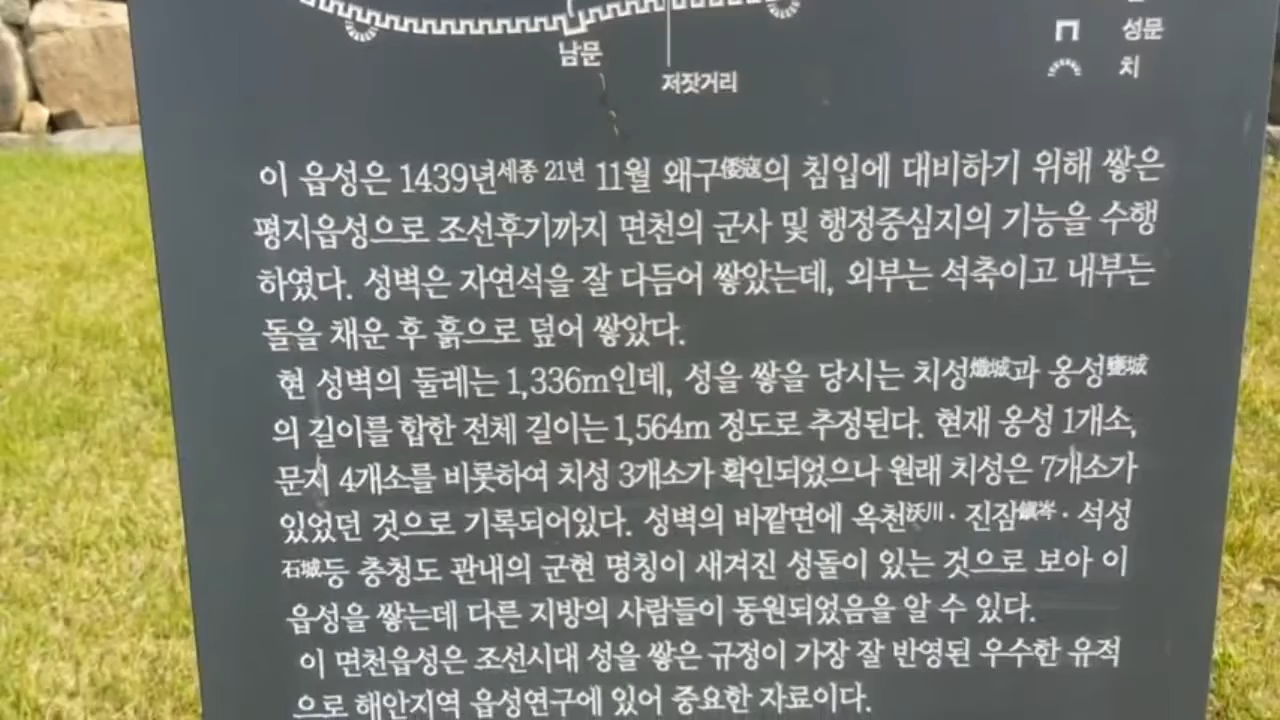 성문
남문
치
저잣거리
이 읍성은 1439년세종 21년 11월 왜구倭寇의 침입에 대비하기 위해 쌓은
평지읍성으로 조선후기까지 면천의 군사 및 행정중심지의 기능을 수행
하였다. 성벽은 자연석을 잘 다듬어 쌓았는데, 외부는 석축이고 내부는
돌을 채운 후 흙으로 덮어 쌓았다.
현 성벽의 둘레는 1,336m인데, 성을 쌓을 당시는 치성과 옹성甕城
의 길이를 합한 전체 길이는 1,564m 정도로 추정된다. 현재 옹성 1개소,
문지 4개소를 비롯하여 치성 3개소가 확인되었으나 원래 치성은 7개소가
있었던 것으로 기록되어있다. 성벽의 바깥면에 옥천沃川 · 진잠鎭岑 · 석성
石城등 충청도 관내의 군현 명칭이 새겨진 성돌이 있는 것으로 보아 이
읍성을 쌓는데 다른 지방의 사람들이 동원되었음을 알 수 있다.
이 면천읍성은 조선시대 성을 쌓은 규정이 가장 잘 반영된 우수한 유적
으로 해안지역 읍성연구에 있어 중요한 자료이다.